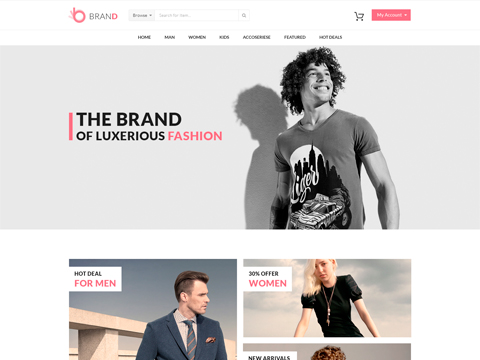 BRAND
Browse
Search for item...
My Account
HOME MAN WOMEN KIDS ACCOSERIESE FEATURED HOT DEALS
THE BRAND
OF LUXERIOUS FASHION
Liger
HOT DEAL
FOR MEN
30% OFFER
WOMEN
NEW ARRIVALS